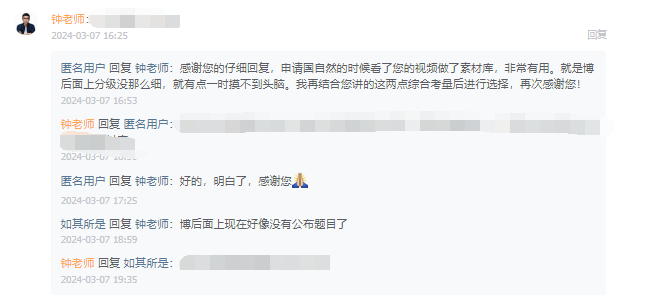 钟老师:
2024-03-07 16:25
回复
匿名用户 回复 钟老师: 感谢您的仔细回复，申请国自然的时候看了您的视频做了素材库，非常有用。就是博
后面上分级没那么细，就有点一时摸不到头脑。我再结合您讲的这两点综合考量后进行选择，再次感谢您！
2024-03-07 16:53
钟老师 回复 匿名用户:
2024-03-07
匿名用户 回复 钟老师: 好的，明白了，感谢您🙏
2024-03-07 17:25
如其所是 回复 钟老师: 博后面上现在好像没有公布题目了
2024-03-07 18:59
钟老师 回复 如其所是:
2024-03-07 19:35